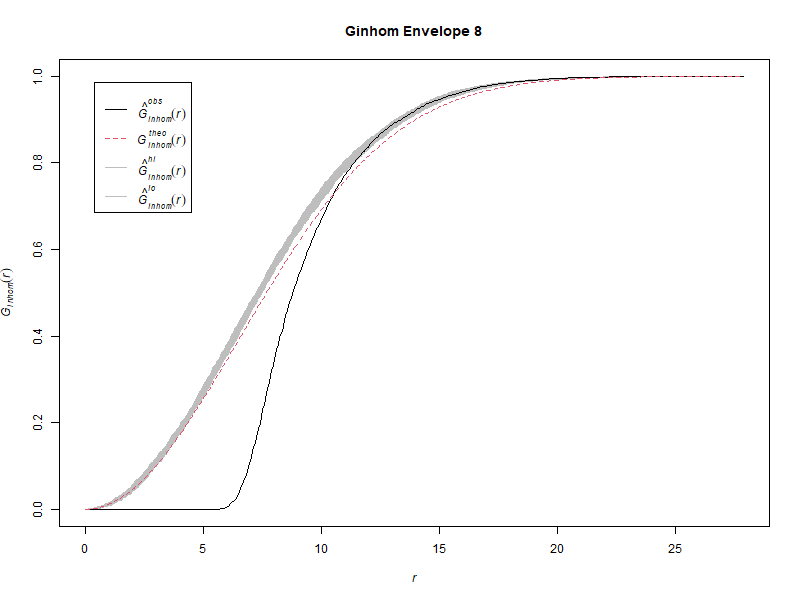 Ginhom Envelope 8
Ĝ^obs_inhom(r)
G^theo_inhom(r)
Ĝ^hi_inhom(r)
Ĝ^lo_inhom(r)
G_inhom(r)
1.0
0.8
0.6
0.4
0.2
0.0
0 5 10 15 20 25
r